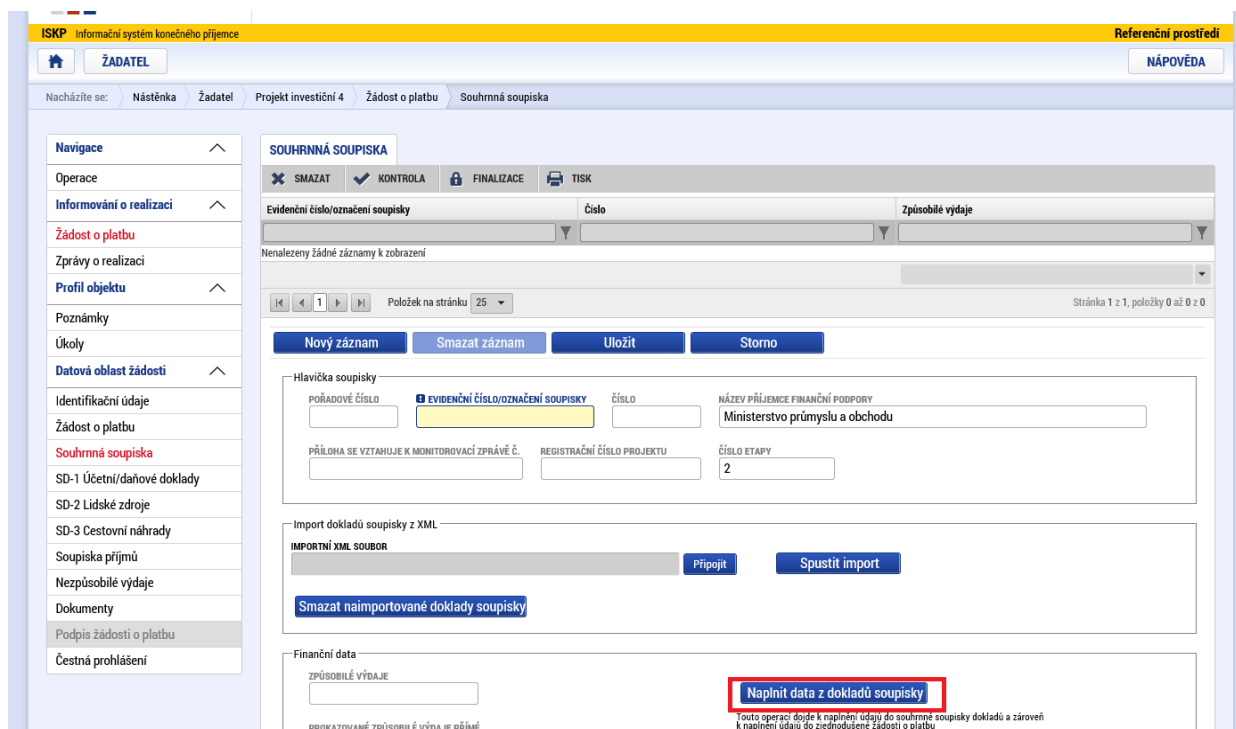 ISKP Informační systém konečného příjemce Referenční prostředí
ŽADATEL NÁPOVĚDA
Nacházíte se: Nástěnka Žadatel Projekt investiční 4 Žádost o platbu Souhrnná soupiska
Navigace
Operace
Informování o realizaci
Žádost o platbu
Zprávy o realizaci
Profil objektu
Poznámky
Úkoly
Datová oblast žádosti
Identifikační údaje
Žádost o platbu
Souhrnná soupiska
SD-1 Účetní/daňové doklady
SD-2 Lidské zdroje
SD-3 Cestovní náhrady
Soupiska příjmů
Nezpůsobilé výdaje
Dokumenty
Podpis žádosti o platbu
Čestná prohlášení
SOUHRNNÁ SOUPISKA
SMAZAT KONTROLA FINALIZACE TISK
Evidenční číslo/označení soupisky Číslo Způsobilé výdaje
Nenalezeny žádné záznamy k zobrazení
1 Položek na stránku 25 Stránka 1 z 1, položky 0 až 0 z 0
Nový záznam Smazat záznam Uložit Storno
Hlavička soupisky
POŘADOVÉ ČÍSLO EVIDENČNÍ ČÍSLO/OZNAČENÍ SOUPISKY ČÍSLO NÁZEV PŘÍJEMCE FINANČNÍ PODPORY
Ministerstvo průmyslu a obchodu
PŘÍLOHA SE VZTAHUJE K MONITOROVACÍ ZPRÁVĚ Č. REGISTRAČNÍ ČÍSLO PROJEKTU ČÍSLO ETAPY
2
Import dokladů soupisky z XML
IMPORTNÍ XML SOUBOR
Připojit Spustit import
Smazat naimportované doklady soupisky
Finanční data
ZPŮSOBILÉ VÝDAJE
Naplnit data z dokladů soupisky
Touto operací dojde k naplnění údajů do souhrnné soupisky dokladů a zároveň
k naplnění údajů do zjednodušené žádosti o platbu
PROKAZOVANÉ ZPŮSOBILÉ VÝDAJE PŘÍMÉ